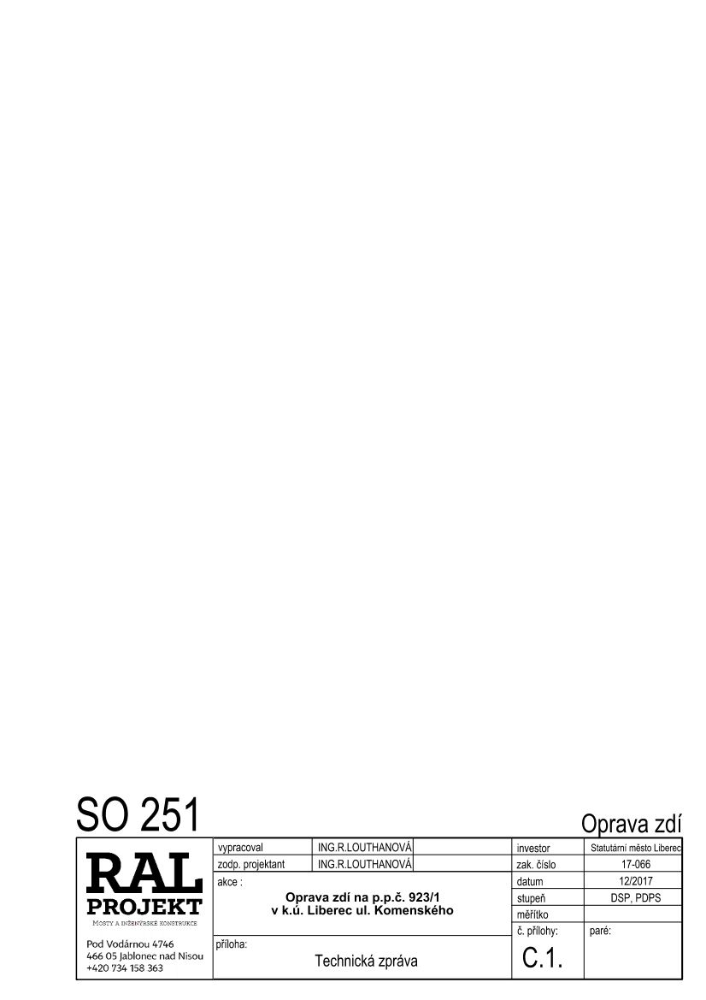 SO 251
Oprava zdí
RAL
PROJEKT
MOSTY A INŽENÝRSKÉ KONSTRUKCE
Pod Vodárnou 4746
466 05 Jablonec nad Nisou
+420 734 158 363
vypracoval ING.R.LOUTHANOVÁ
zodp. projektant ING.R.LOUTHANOVÁ
akce :
Oprava zdí na p.p.č. 923/1
v k.ú. Liberec ul. Komenského
příloha:
Technická zpráva
investor Statutární město Liberec
zak. číslo 17-066
datum 12/2017
stupeň DSP, PDPS
měřítko
č. přílohy: paré:
C.1.